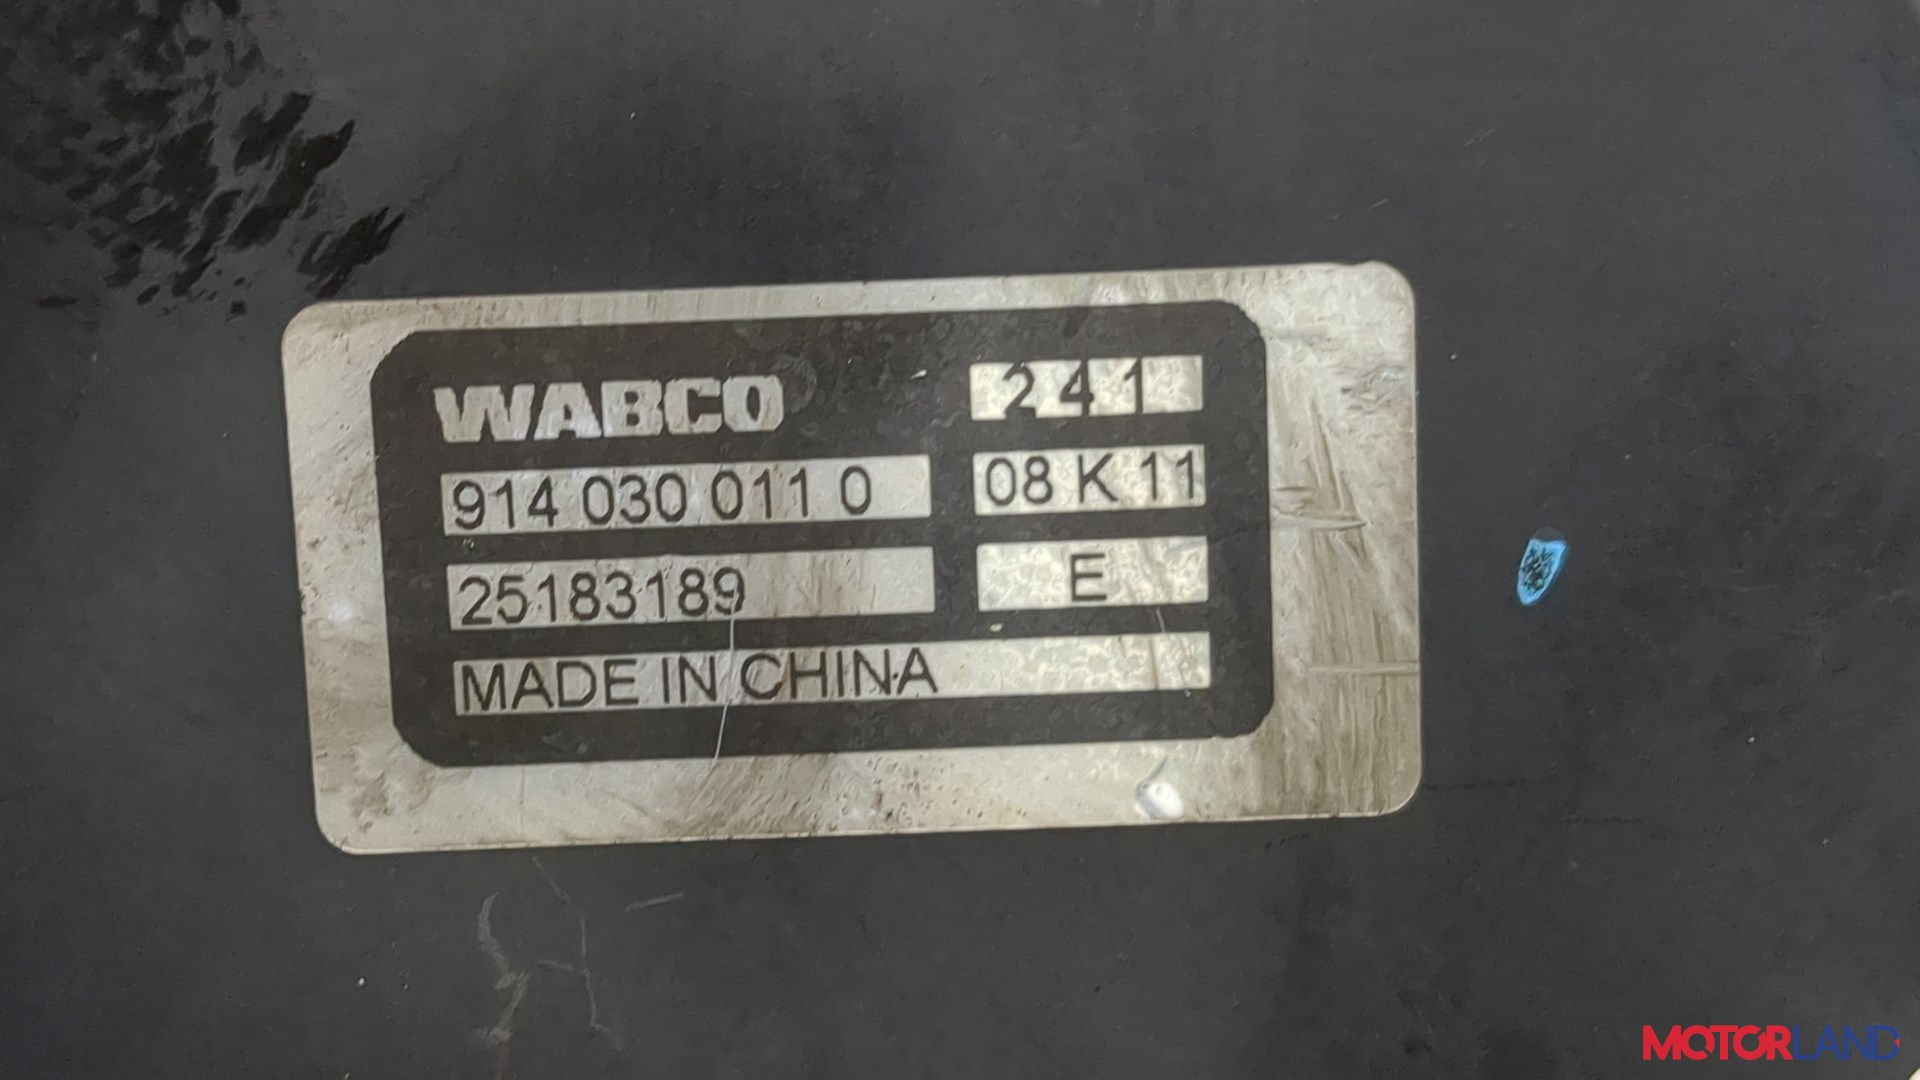 WABCO 241
914 030 011 0 08 K 11
25183189 E
MADE IN CHINA
MOTORLAND